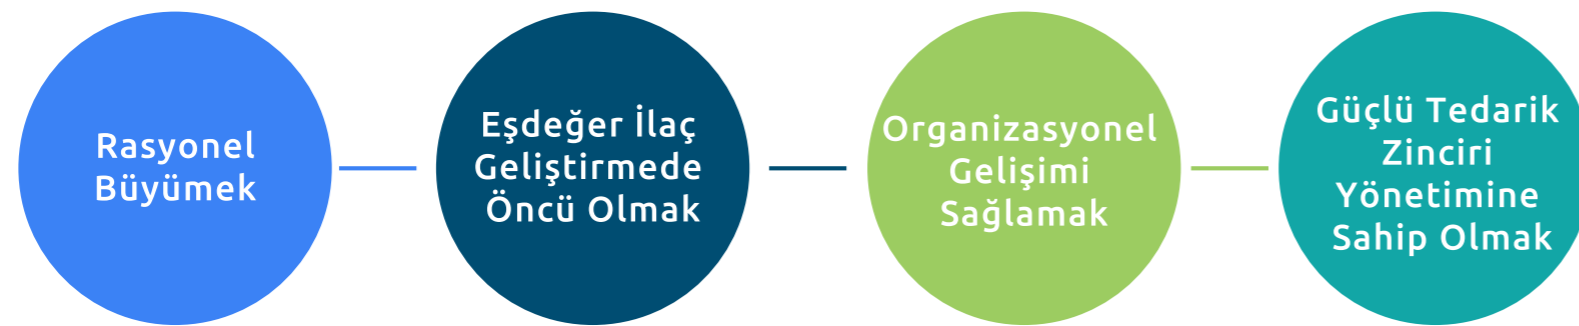 Rasyonel
Büyümek
Eşdeğer İlaç
Geliştirmede
Öncü Olmak
Organizasyonel
Gelişimi
Sağlamak
Güçlü Tedarik
Zinciri
Yönetimine
Sahip Olmak